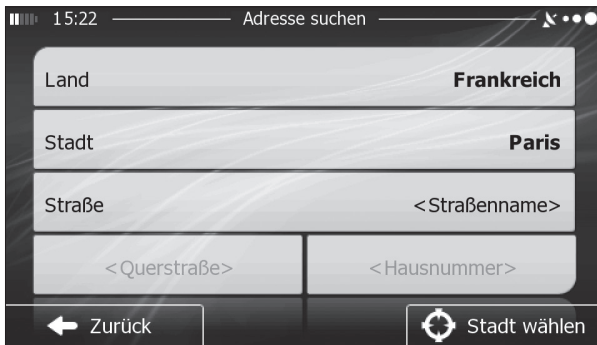 15:22 Adresse suchen
Land Frankreich
Stadt Paris
Straße <Straßenname>
<Querstraße> <Hausnummer>
Zurück Stadt wählen